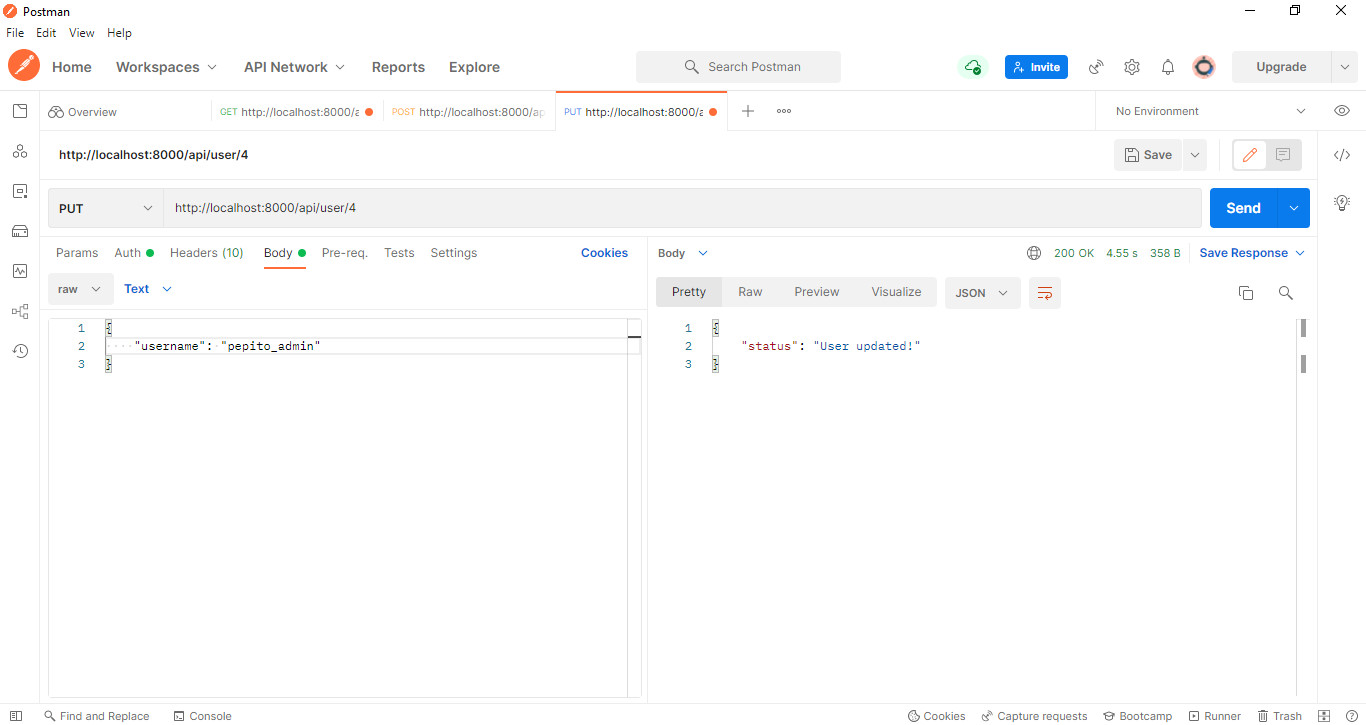 Postman
File Edit View Help
Home Workspaces API Network Reports Explore Search Postman Invite Upgrade
Overview GET http://localhost:8000/a POST http://localhost:8000/ap PUT http://localhost:8000/a No Environment
http://localhost:8000/api/user/4 Save
PUT http://localhost:8000/api/user/4 Send
Params Auth Headers (10) Body Pre-req. Tests Settings Cookies
raw Text
1 {
2 "username": "pepito_admin"
3 }
Body 200 OK 4.55 s 358 B Save Response
Pretty Raw Preview Visualize JSON
1 {
2 "status": "User updated!"
3 }
Find and Replace Console Cookies Capture requests Bootcamp Runner Trash